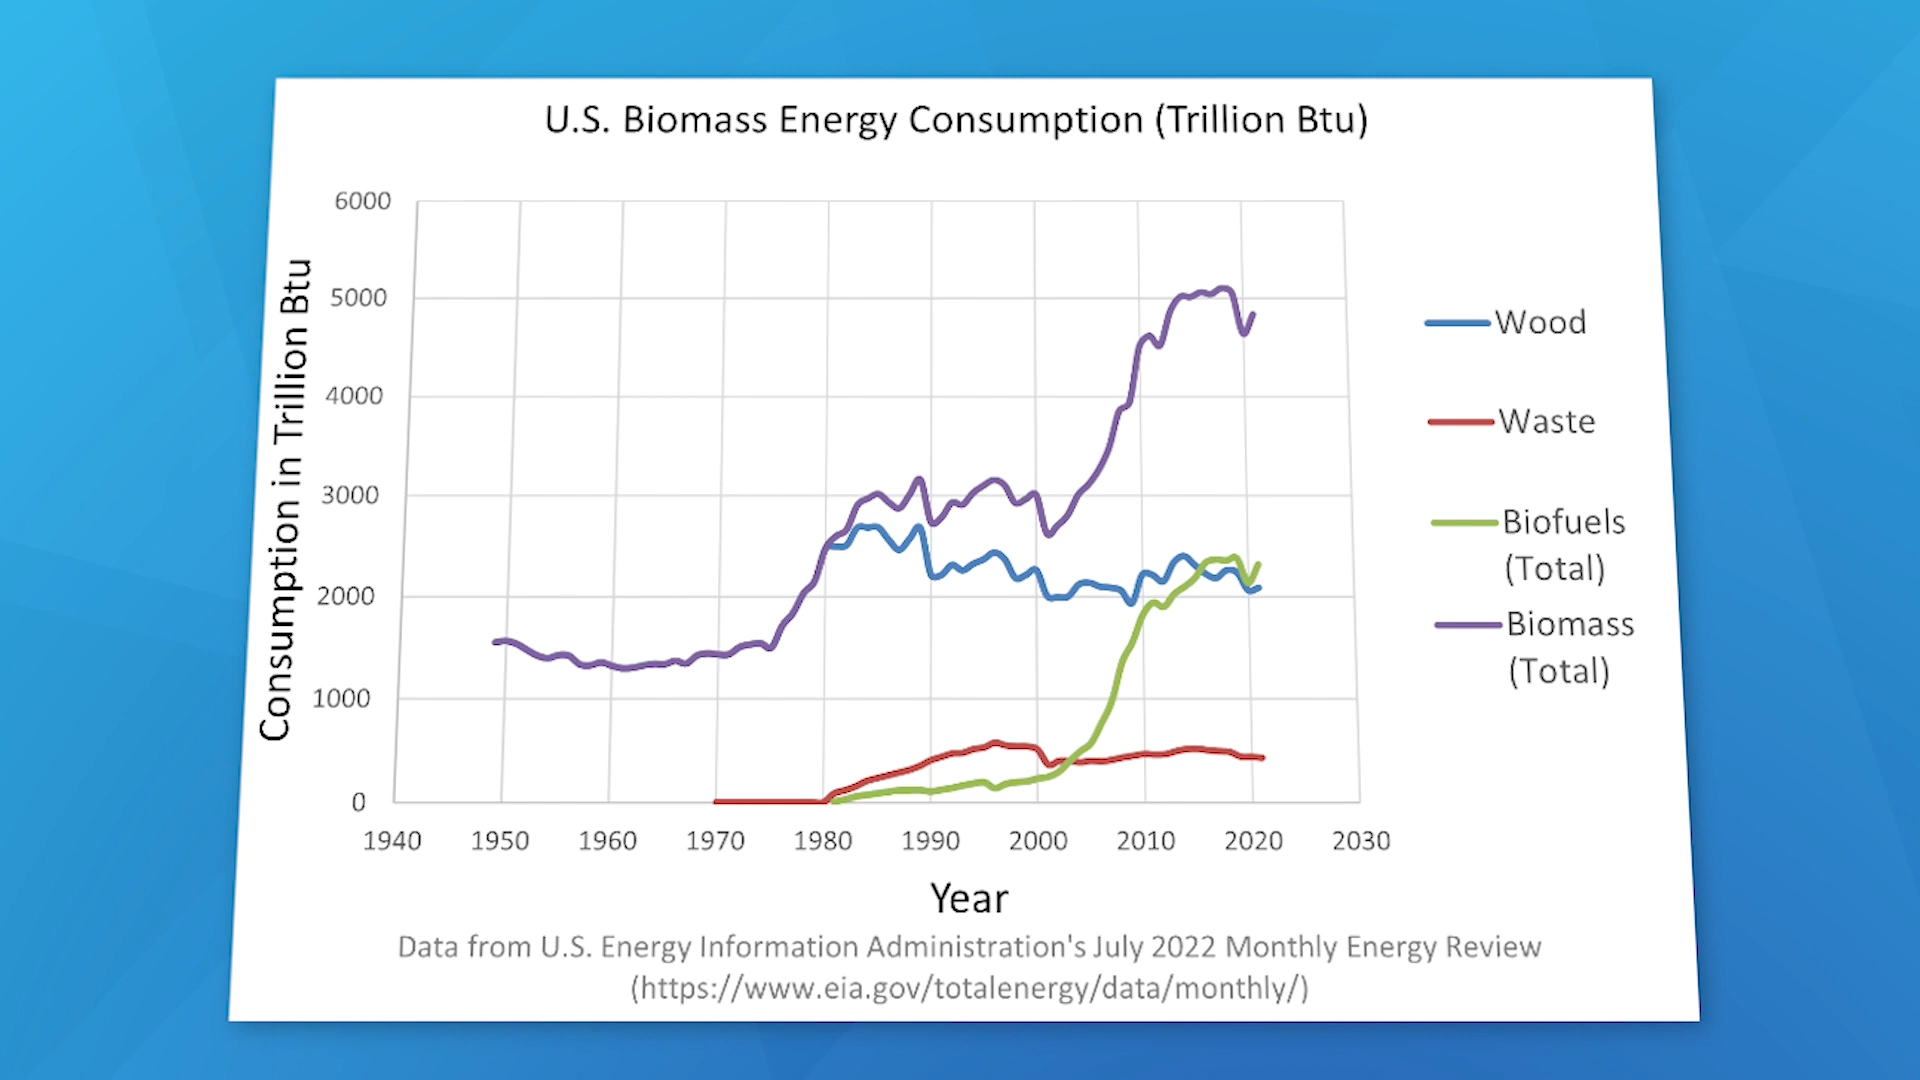 U.S. Biomass Energy Consumption (Trillion Btu)
Consumption in Trillion Btu
6000
5000
4000
3000
2000
1000
0
1940 1950 1960 1970 1980 1990 2000 2010 2020 2030
Year
Wood
Waste
Biofuels
(Total)
Biomass
(Total)
Data from U.S. Energy Information Administration's July 2022 Monthly Energy Review
(https://www.eia.gov/totalenergy/data/monthly/)